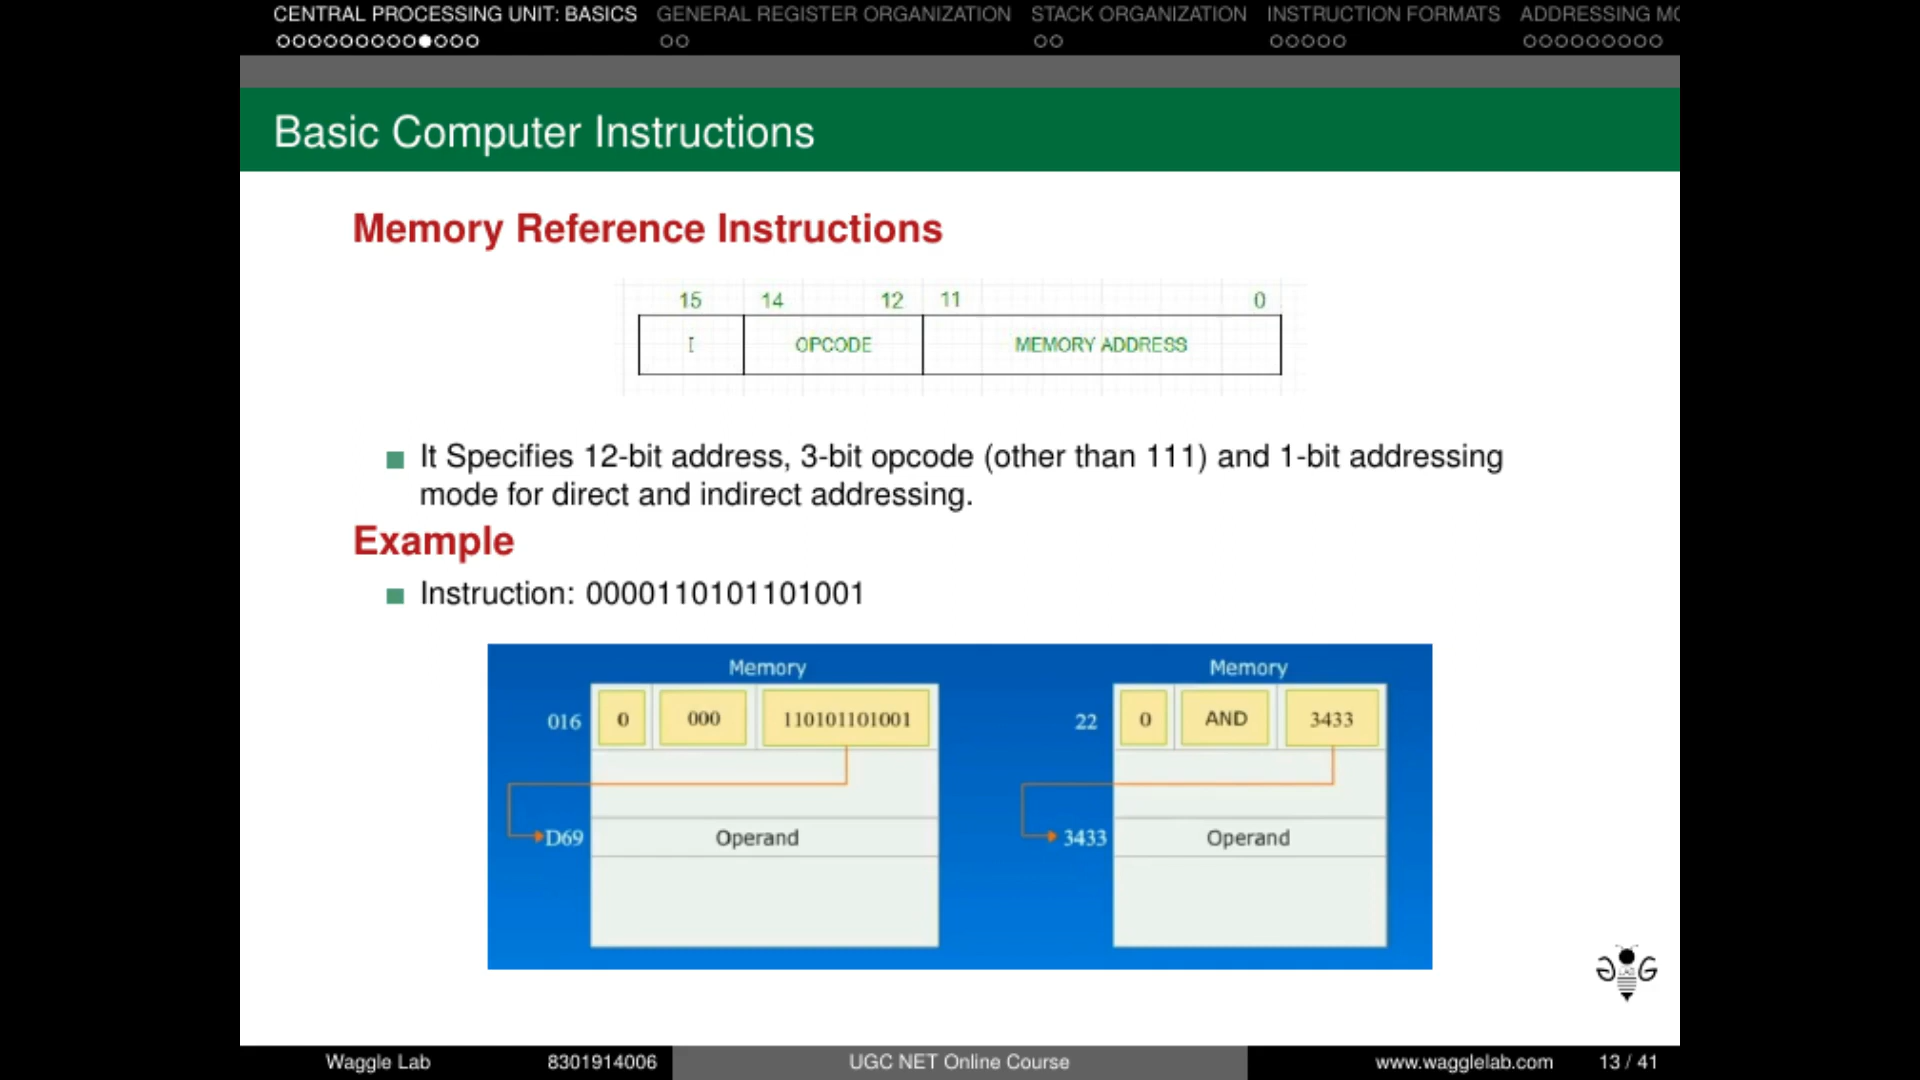 CENTRAL PROCESSING UNIT: BASICS GENERAL REGISTER ORGANIZATION STACK ORGANIZATION INSTRUCTION FORMATS ADDRESSING MO
Basic Computer Instructions
Memory Reference Instructions
15 14 12 11 0
I OPCODE MEMORY ADDRESS
It Specifies 12-bit address, 3-bit opcode (other than 111) and 1-bit addressing
mode for direct and indirect addressing.
Example
Instruction: 0000110101101001
Memory Memory
016 0 000 110101101001 22 0 AND 3433
D69 Operand 3433 Operand
Waggle Lab 8301914006 UGC NET Online Course www.wagglelab.com 13 / 41